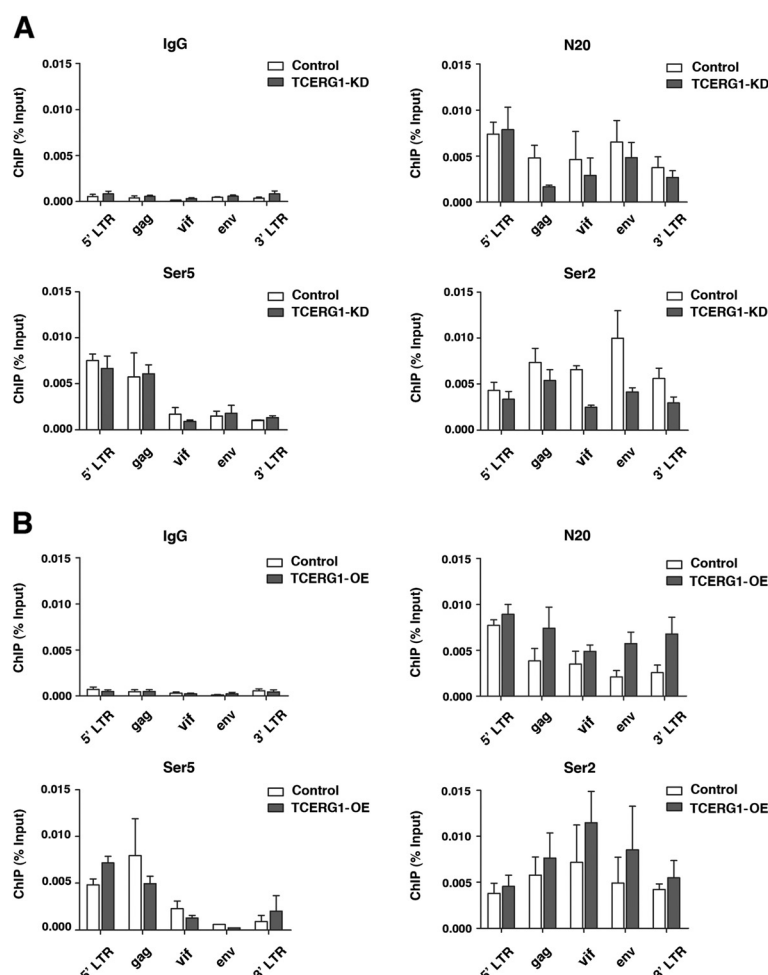 A
IgG
Control
TCERG1-KD
ChIP (% Input)
0.015
0.010
0.005
0.000
5' LTR
gag
vif
env
3' LTR
N20
Control
TCERG1-KD
ChIP (% Input)
0.015
0.010
0.005
0.000
5' LTR
gag
vif
env
3' LTR
Ser5
Control
TCERG1-KD
ChIP (% Input)
0.015
0.010
0.005
0.000
5' LTR
gag
vif
env
3' LTR
Ser2
Control
TCERG1-KD
ChIP (% Input)
0.015
0.010
0.005
0.000
5' LTR
gag
vif
env
3' LTR
B
IgG
Control
TCERG1-OE
ChIP (% Input)
0.015
0.010
0.005
0.000
5' LTR
gag
vif
env
3' LTR
N20
Control
TCERG1-OE
ChIP (% Input)
0.015
0.010
0.005
0.000
5' LTR
gag
vif
env
3' LTR
Ser5
Control
TCERG1-OE
ChIP (% Input)
0.015
0.010
0.005
0.000
5' LTR
gag
vif
env
3' LTR
Ser2
Control
TCERG1-OE
ChIP (% Input)
0.015
0.010
0.005
0.000
5' LTR
gag
vif
env
3' LTR